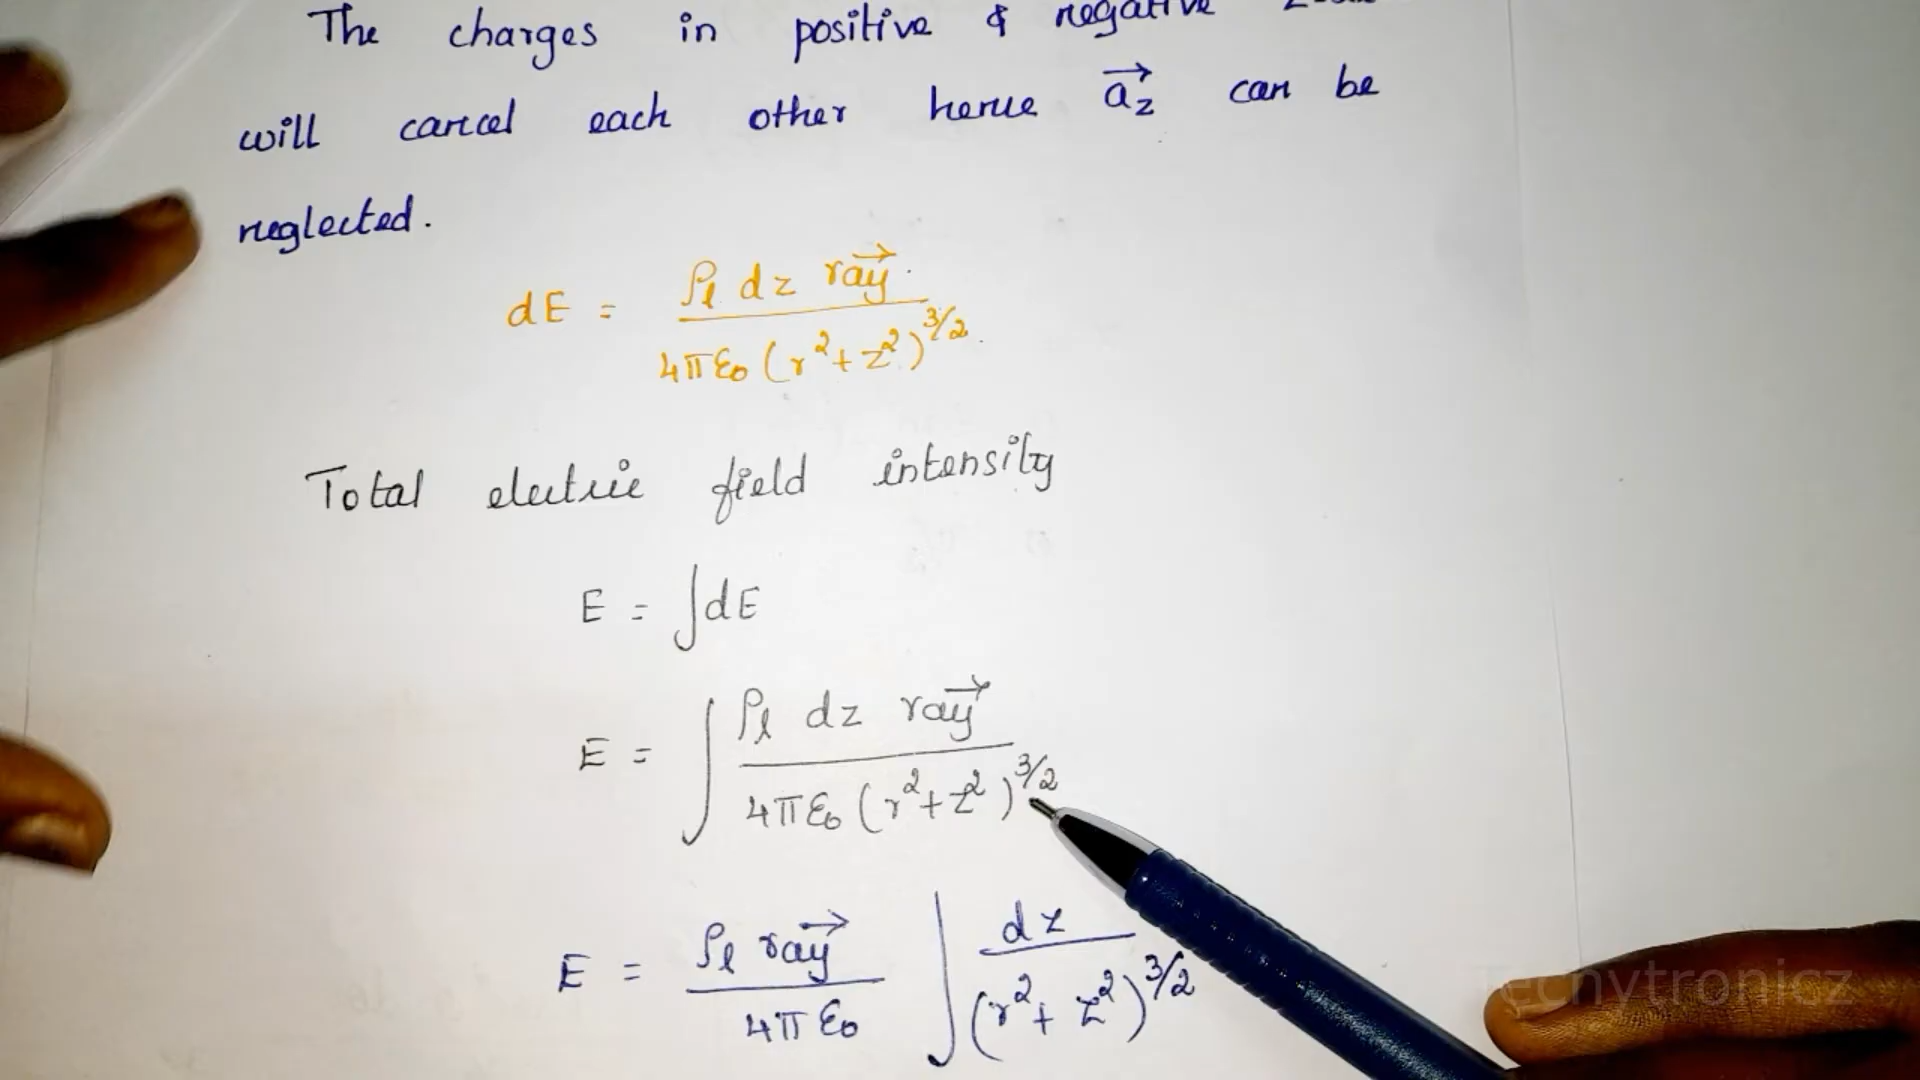 The charges in positive & negative
will cancel each other hence a⃗z can be
neglected.
dE = ρl dz r a⃗y / 4πε0 (r² + z²)^3/2
Total electric field intensity
E = ∫dE
E = ∫ ρl dz r a⃗y / 4πε0 (r² + z²)^3/2
E = ρl r a⃗y / 4πε0 ∫ dz / (r² + z²)^3/2
Techytronicz